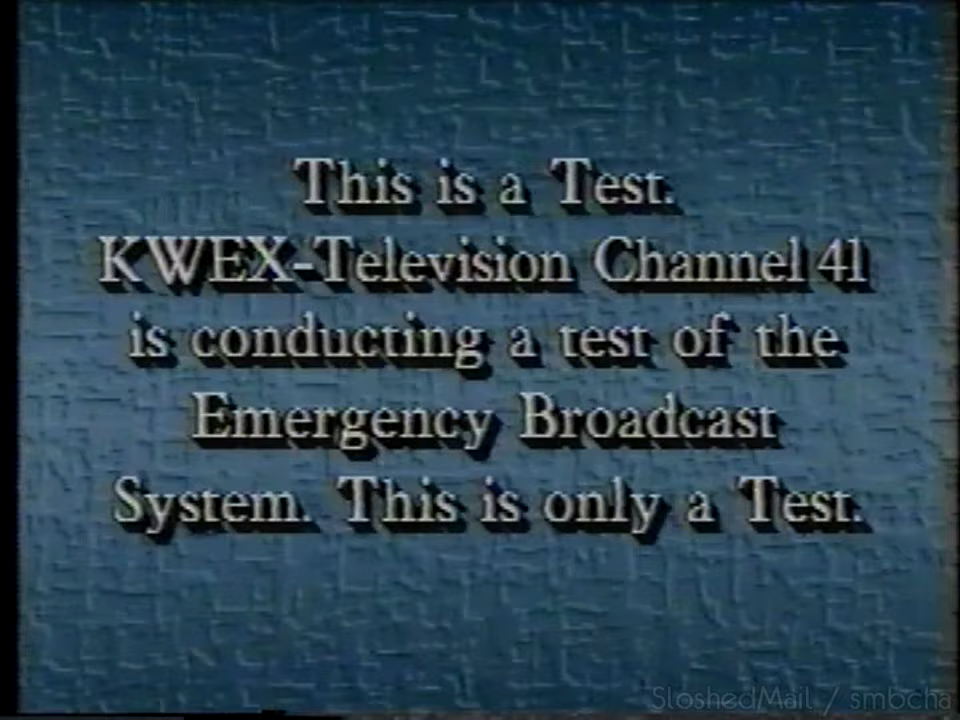 This is a Test.
KWEX-Television Channel 41
is conducting a test of the
Emergency Broadcast
System. This is only a Test.
SloshedMail / smbcha